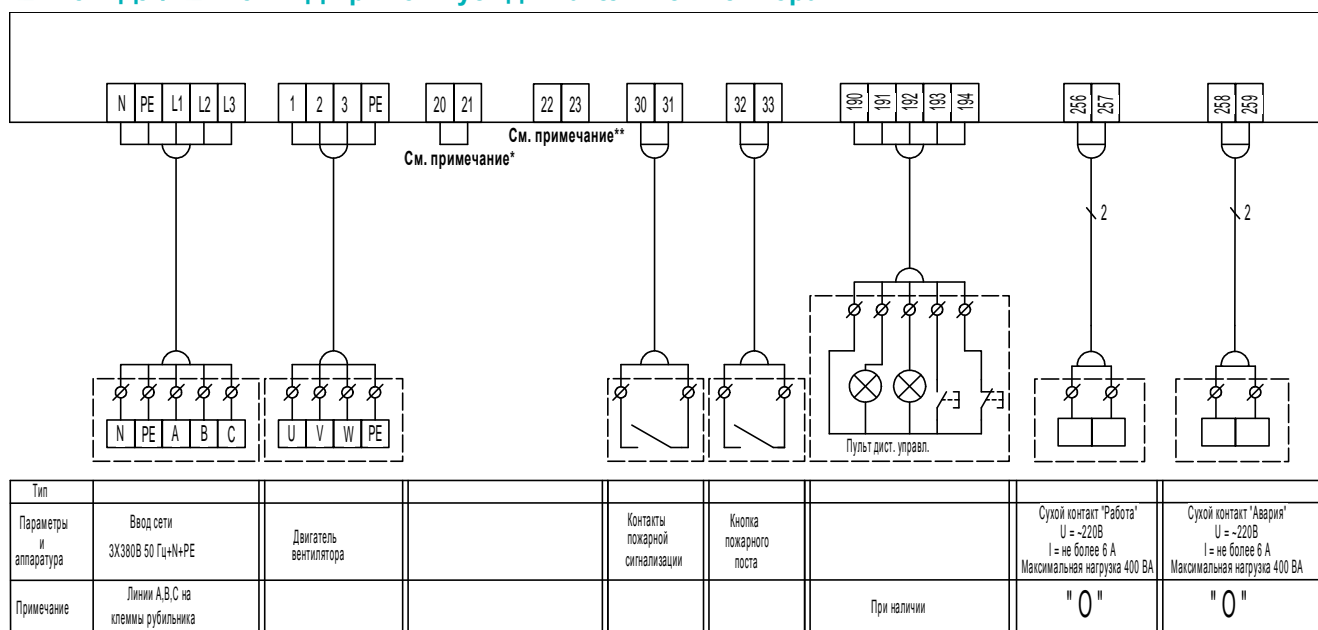 N PE L1 L2 L3
1 2 3 PE
20 21
22 23
30 31
32 33
190 191 192 193 194
256 257
258 259
См. примечание*
См. примечание**
2
2
N PE A B C
U V W PE
Пульт дист. управл.
Тип
Параметры
и
аппаратура
Ввод сети
3Х380В 50 Гц+N+PE
Двигатель
вентилятора
Контакты
пожарной
сигнализации
Кнопка
пожарного
поста
Сухой контакт "Работа"
U = ~220В
I = не более 6 А
Максимальная нагрузка 400 ВА
Сухой контакт "Авария"
U = ~220В
I = не более 6 А
Максимальная нагрузка 400 ВА
Примечание
Линии А,В,С на
клеммы рубильника
При наличии
" О "
" О "